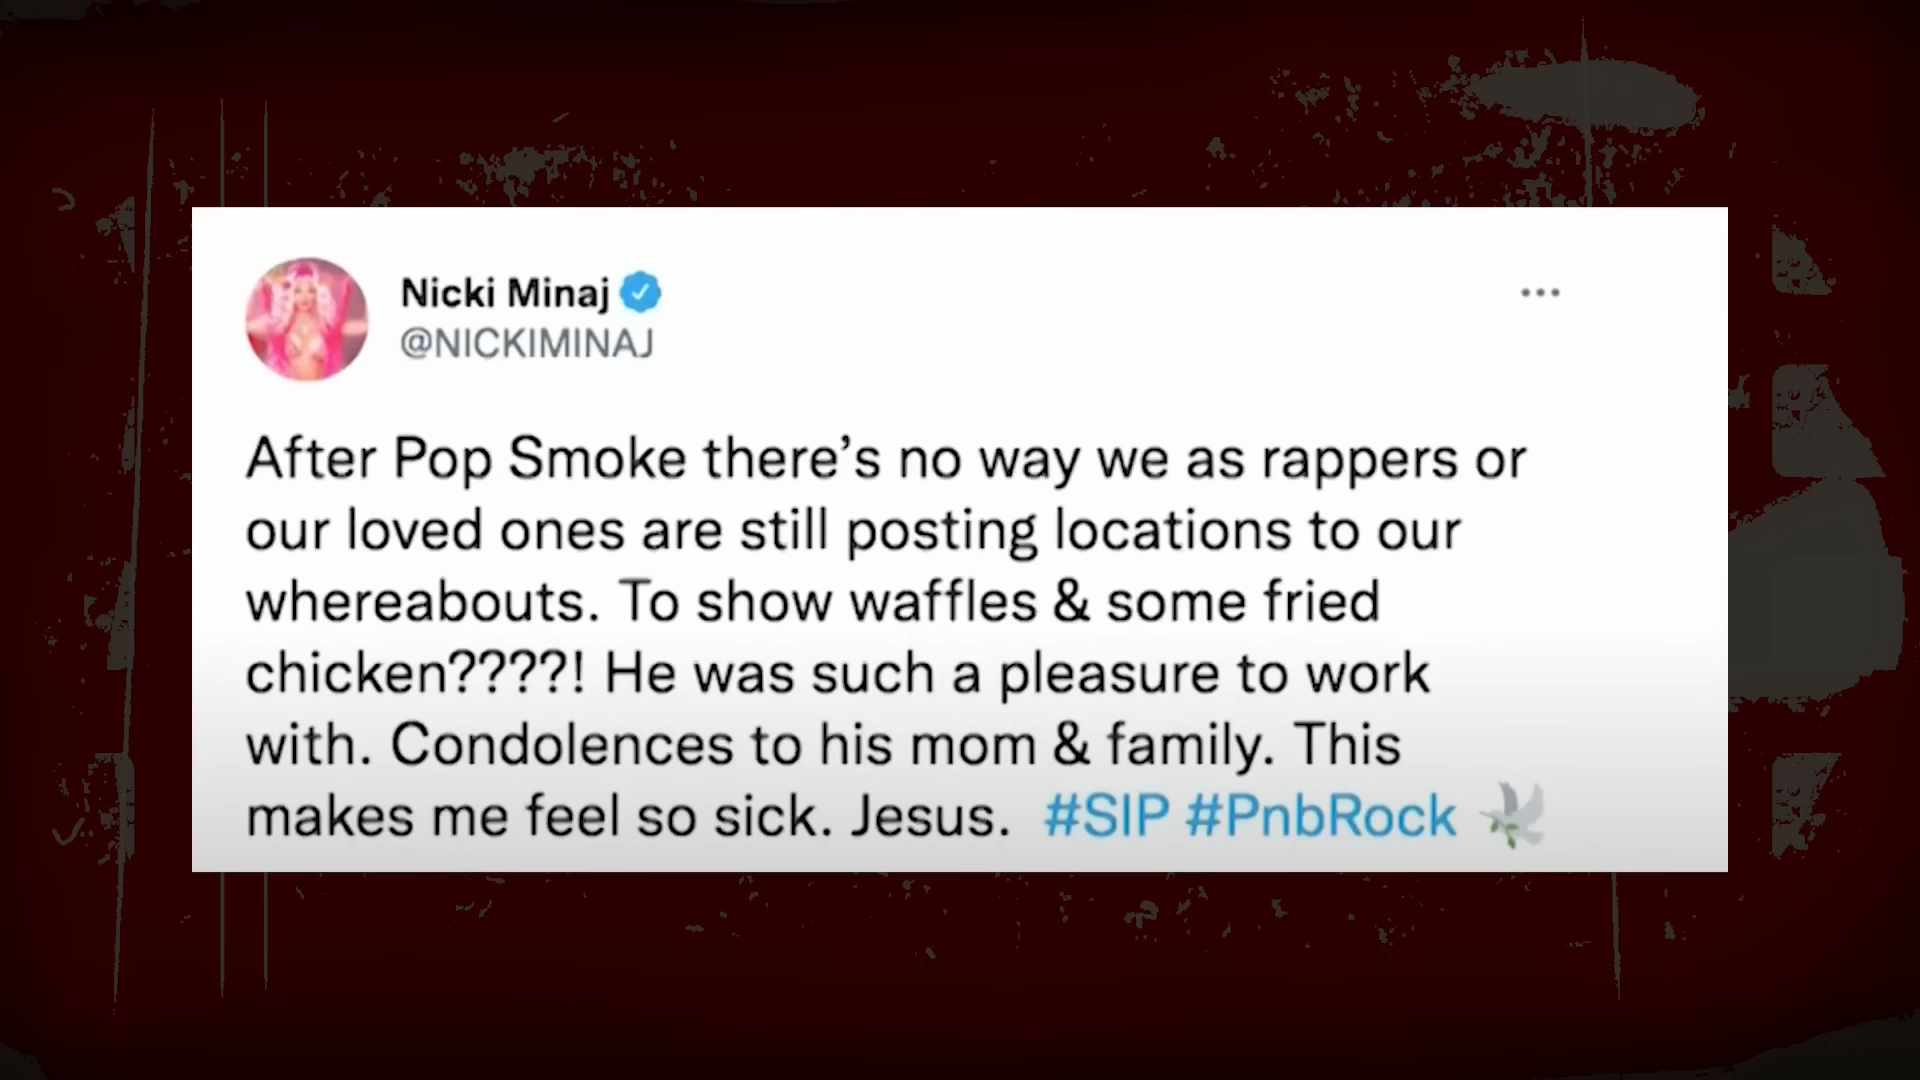 Nicki Minaj
@NICKIMINAJ
After Pop Smoke there's no way we as rappers or
our loved ones are still posting locations to our
whereabouts. To show waffles & some fried
chicken????! He was such a pleasure to work
with. Condolences to his mom & family. This
makes me feel so sick. Jesus. #SIP #PnbRock 🕊